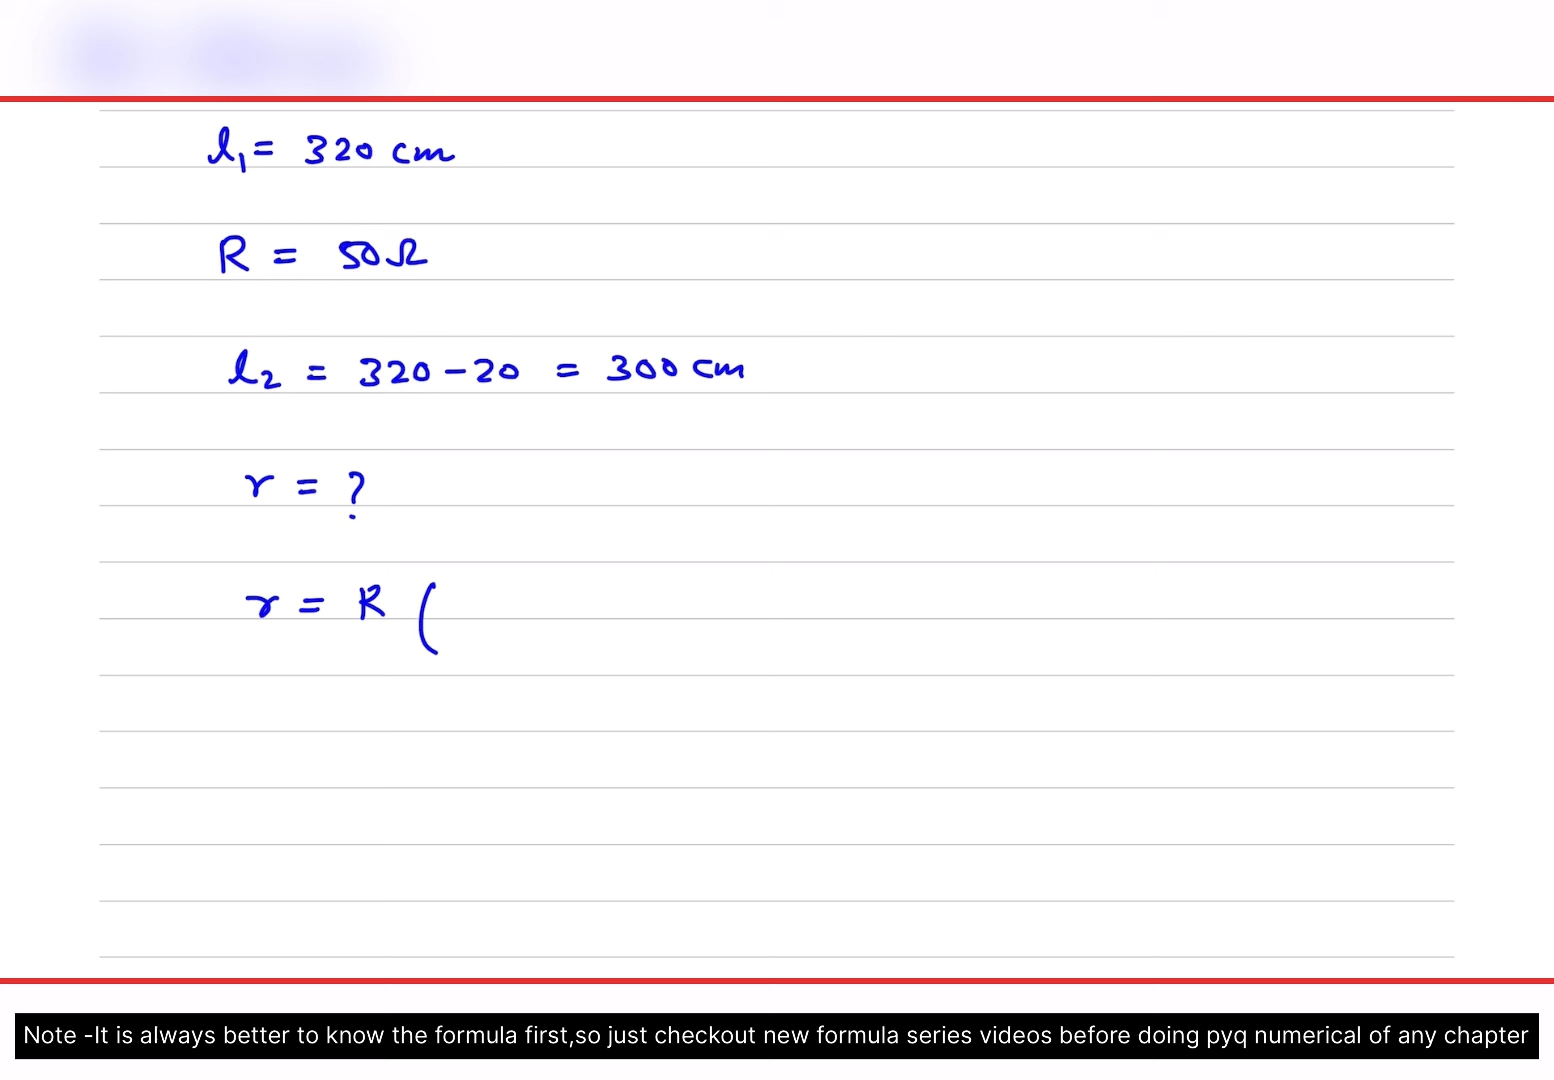 l₁ = 320 cm
R = 50Ω
l₂ = 320 - 20 = 300 cm
r = ?
r = R (
Note -It is always better to know the formula first,so just checkout new formula series videos before doing pyq numerical of any chapter